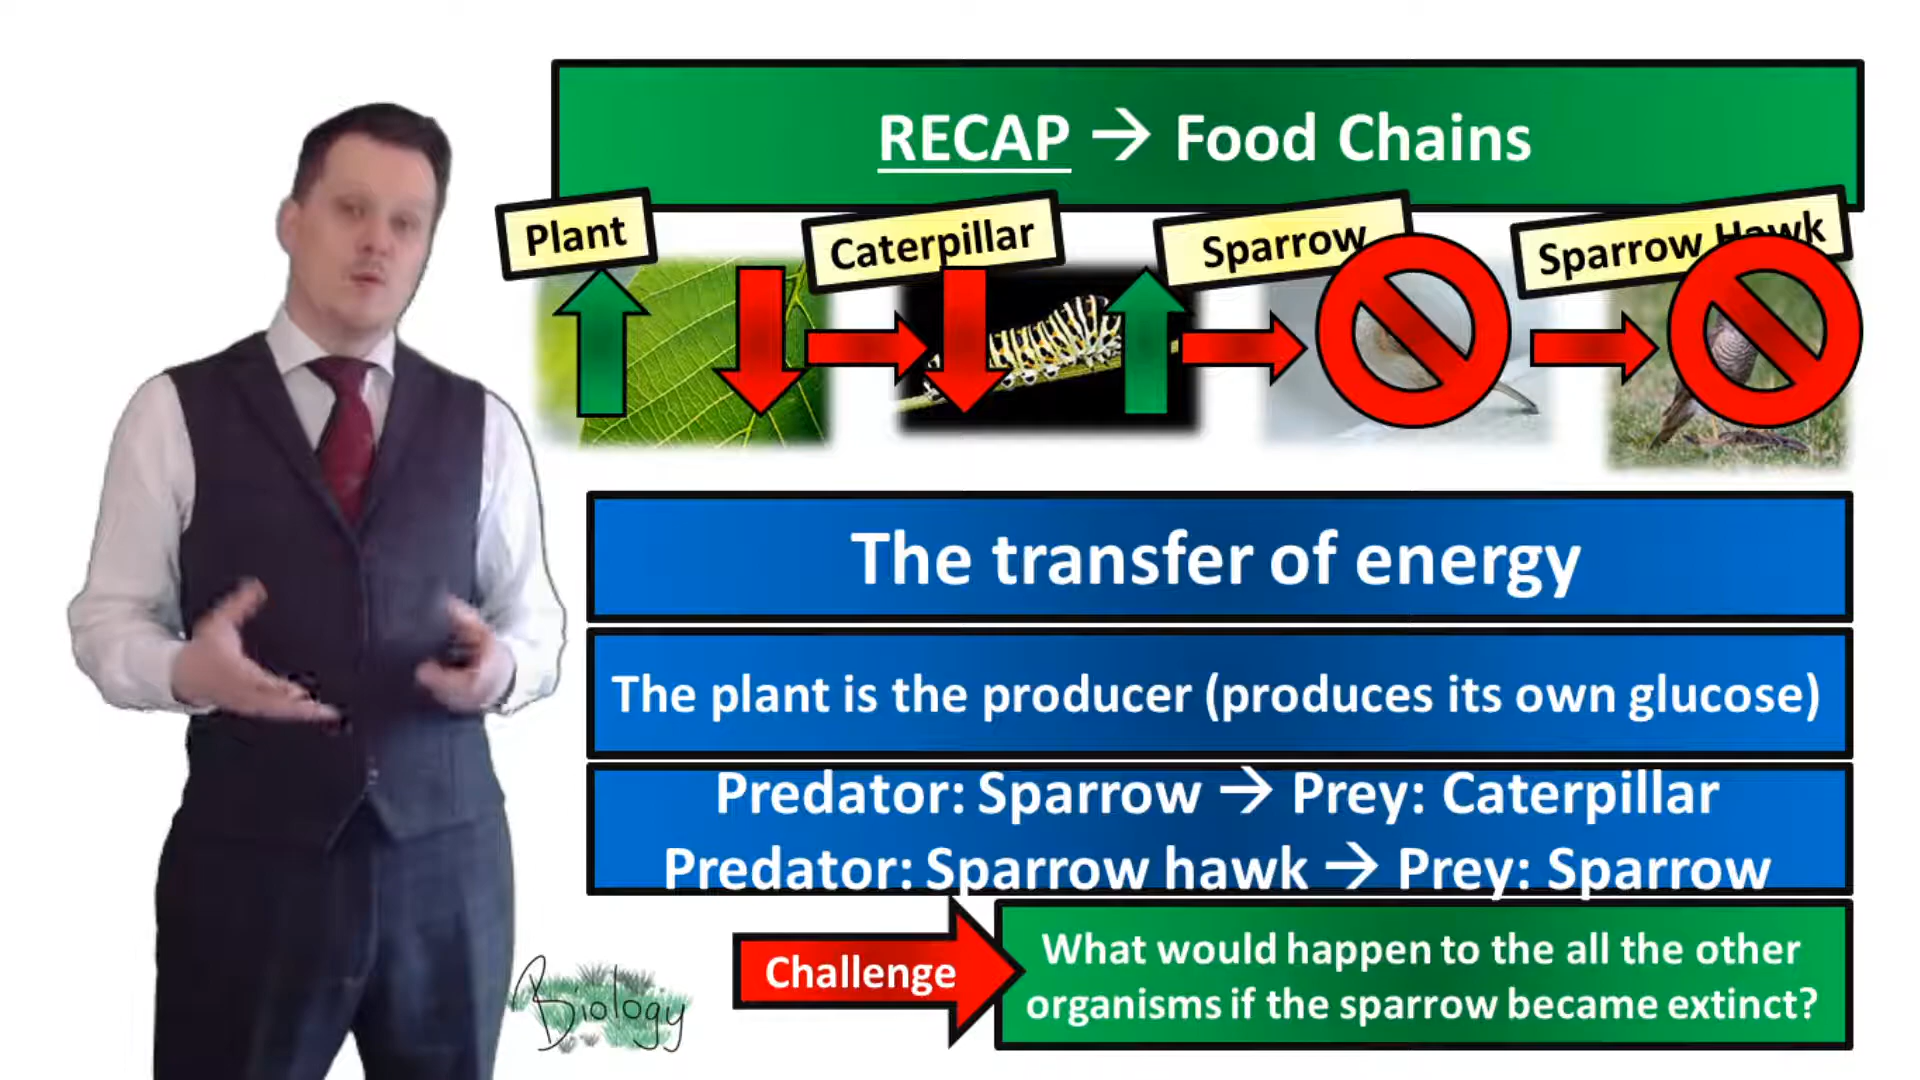 RECAP → Food Chains
Plant
Caterpillar
Sparrow
Sparrow Hawk
The transfer of energy
The plant is the producer (produces its own glucose)
Predator: Sparrow → Prey: Caterpillar
Predator: Sparrow hawk → Prey: Sparrow
Challenge
What would happen to the all the other
organisms if the sparrow became extinct?
Biology